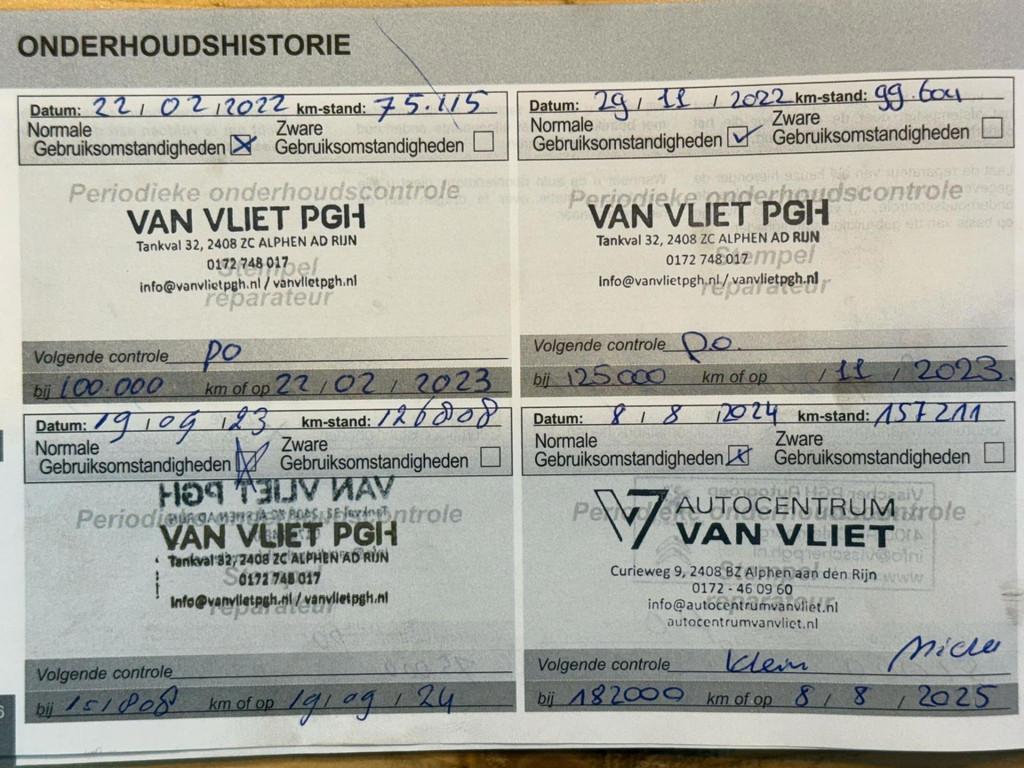 ONDERHOUDSHISTORIE
Datum: 22 / 02 / 2022 km-stand: 75.115
Normale Zware
Gebruiksomstandigheden Gebruiksomstandigheden
Periodieke onderhoudscontrole
VAN VLIET PGH
Tankval 32, 2408 ZC ALPHEN AD RIJN
0172 748 017
Stempel
info@vanvlietpgh.nl / vanvlietpgh.nl
reparateur
Volgende controle PO
bij 100.000 km of op 22 / 02 / 2023
Datum: 29 / 11 / 2022 km-stand: 99.604
Normale Zware
Gebruiksomstandigheden Gebruiksomstandigheden
Periodieke onderhoudscontrole
VAN VLIET PGH
Tankval 32, 2408 ZC ALPHEN AD RIJN
Stempel
0172 748 017
info@vanvlietpgh.nl / vanvlietpgh.nl
reparateur
Volgende controle Po.
bij 125000 km of op / 11 / 2023.
Datum: 19 / 09 / 23 km-stand: 126808
Normale Zware
Gebruiksomstandigheden Gebruiksomstandigheden
VAN VLIET PGH
Periodieke onderhoudscontrole
VAN VLIET PGH
Tankval 32, 2408 ZC ALPHEN AD RIJN
Stempel
0172 748 017
info@vanvlietpgh.nl / vanvlietpgh.nl
reparateur
Volgende controle
bij 151808 km of op 19 / 09 / 24
Datum: 8 / 8 / 2024 km-stand: 157211
Normale Zware
Gebruiksomstandigheden Gebruiksomstandigheden
Periodieke onderhoudscontrole
AUTOCENTRUM
VAN VLIET
Curieweg 9, 2408 BZ Alphen aan den Rijn
Stempel
0172 - 46 09 60
info@autocentrumvanvliet.nl
reparateur
autocentrumvanvliet.nl
Volgende controle klein
bij 182000 km of op 8 / 8 / 2025